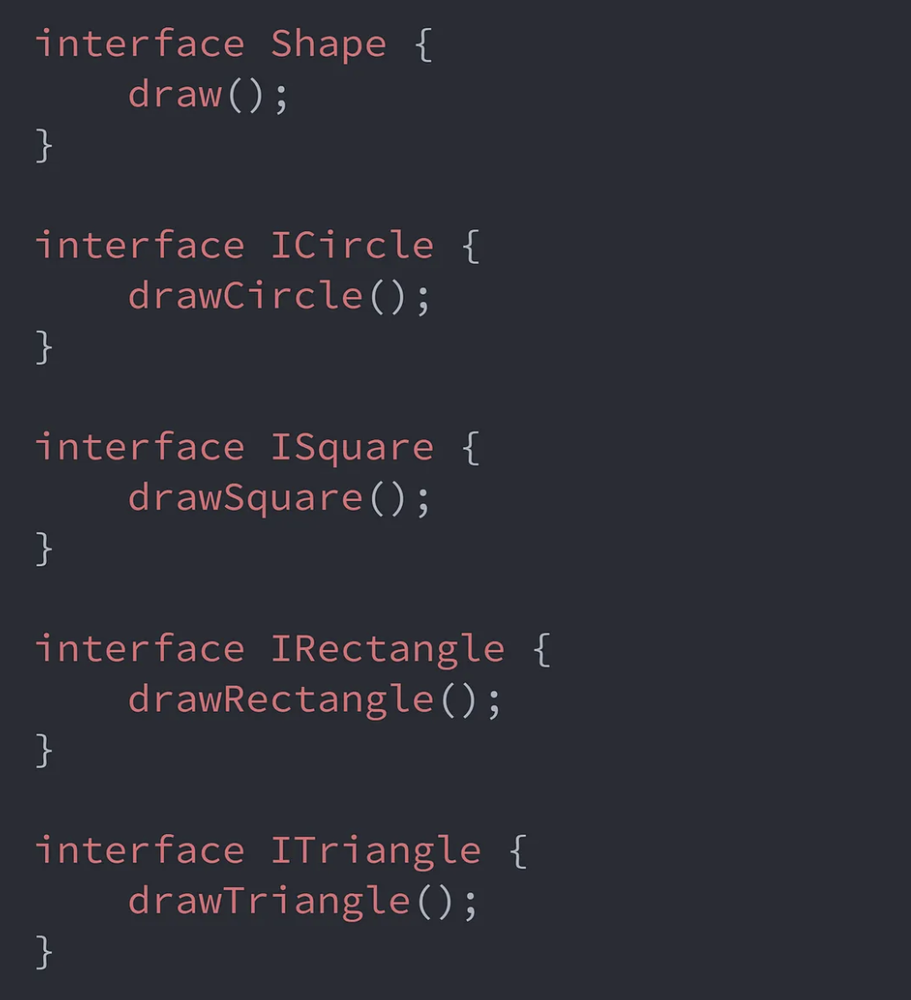 interface Shape {
    draw();
}
interface ICircle {
    drawCircle();
}
interface ISquare {
    drawSquare();
}
interface IRectangle {
    drawRectangle();
}
interface ITriangle {
    drawTriangle();
}